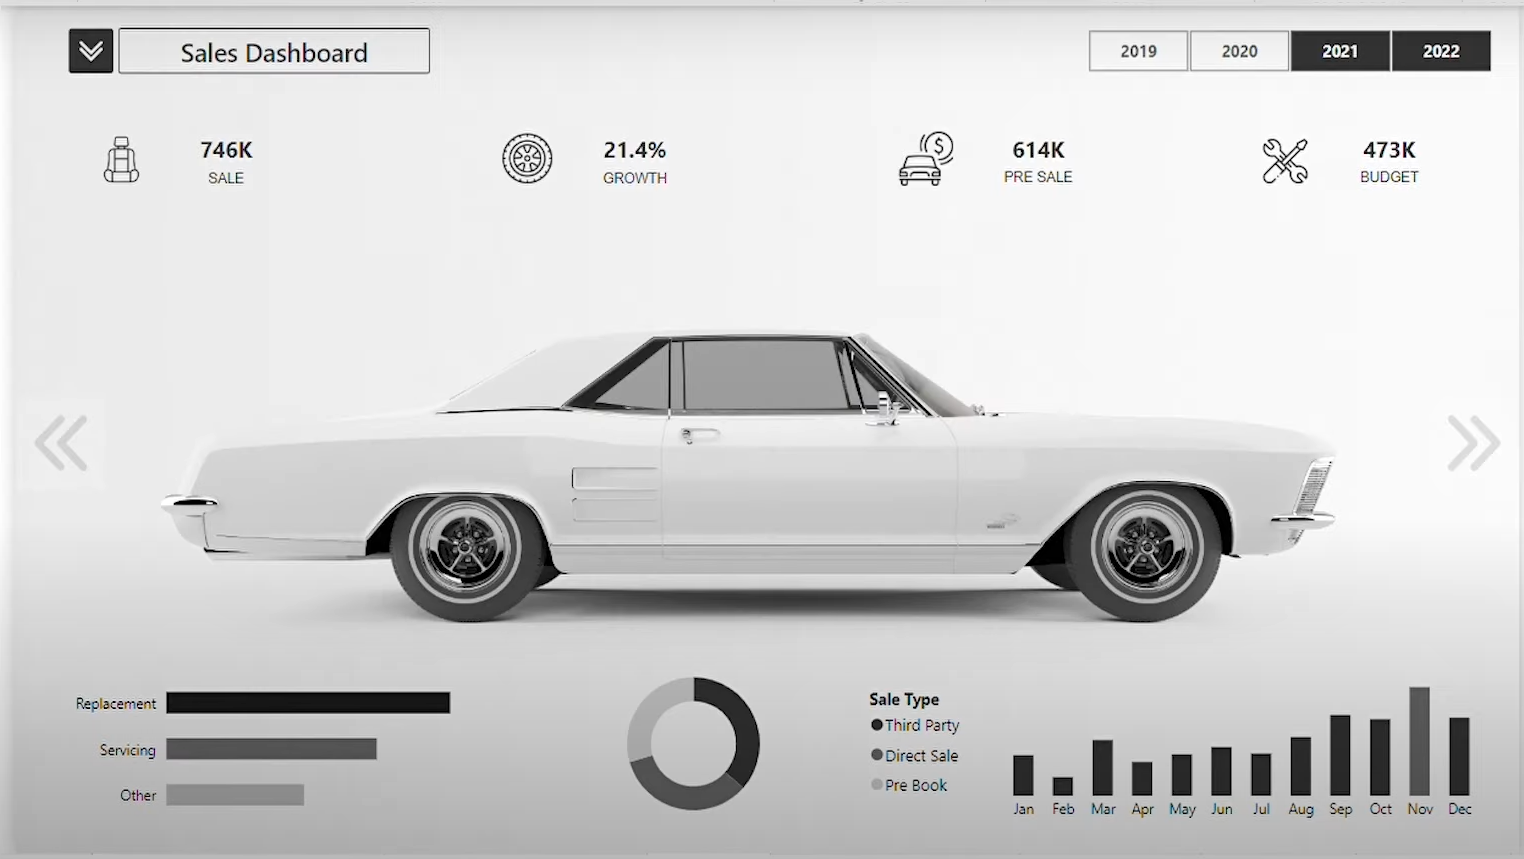 Sales Dashboard
2019 2020 2021 2022
746K
SALE
21.4%
GROWTH
$
614K
PRE SALE
473K
BUDGET
Replacement
Servicing
Other
Sale Type
Third Party
Direct Sale
Pre Book
Jan Feb Mar Apr May Jun Jul Aug Sep Oct Nov Dec